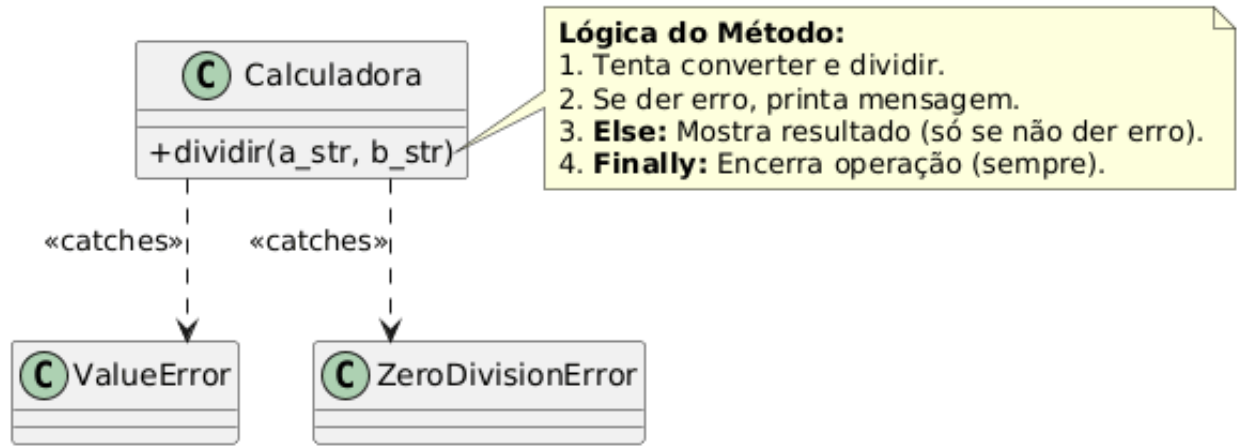 Lógica do Método:
1. Tenta converter e dividir.
2. Se der erro, printa mensagem.
3. Else: Mostra resultado (só se não der erro).
4. Finally: Encerra operação (sempre).
C Calculadora
+dividir(a_str, b_str)
«catches»
«catches»
C ValueError
C ZeroDivisionError